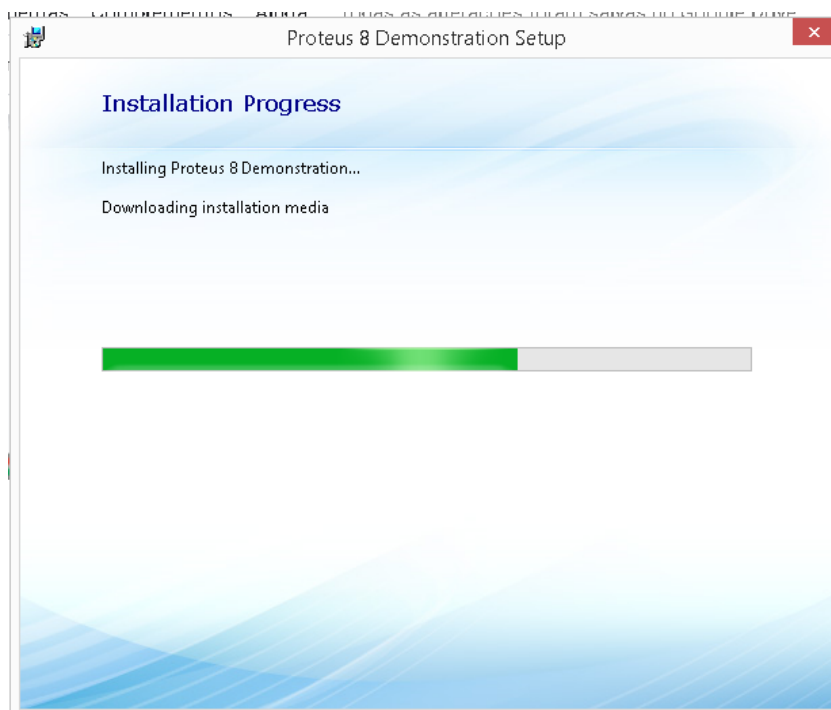 Proteus 8 Demonstration Setup
Installation Progress
Installing Proteus 8 Demonstration...
Downloading installation media